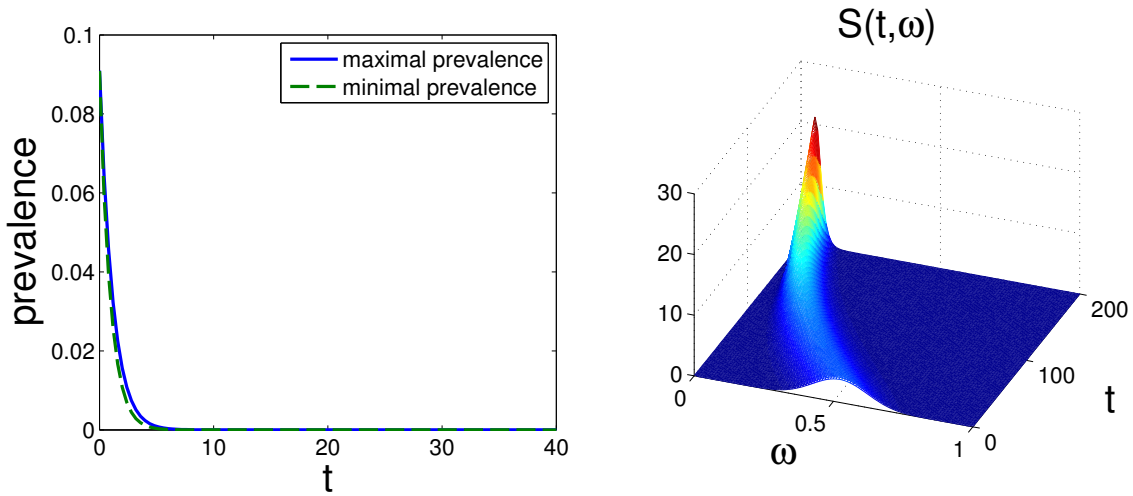 0.1
0.08
0.06
0.04
0.02
0
prevalence
0 10 20 30 40
t
maximal prevalence
minimal prevalence
S(t,ω)
30
20
10
0
0 0.5 1
ω
0 100 200
t